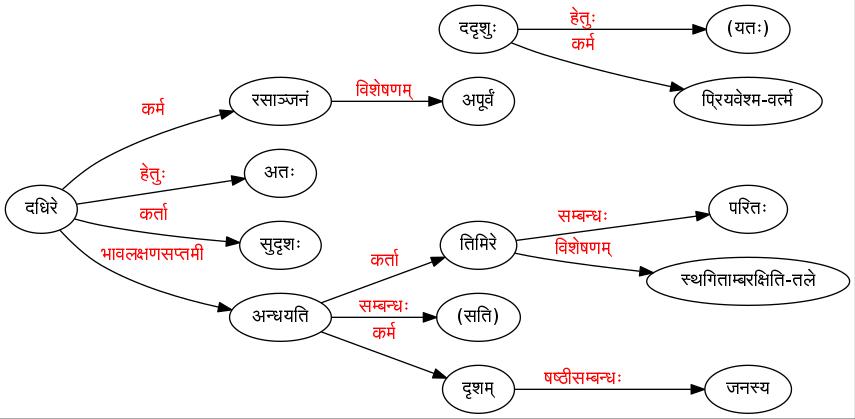 ददृशुः
हेतुः
(यतः)
कर्म
प्रियवेश्म-वर्त्म
दधिरे
कर्म
रसाञ्जनं
विशेषणम्
अपूर्वं
हेतुः
अतः
कर्ता
सुदृशः
भावलक्षणसप्तमी
अन्धयति
कर्ता
तिमिरे
सम्बन्धः
परितः
विशेषणम्
स्थगिताम्बरक्षिति-तले
सम्बन्धः
(सति)
कर्म
दृशम्
षष्ठीसम्बन्धः
जनस्य